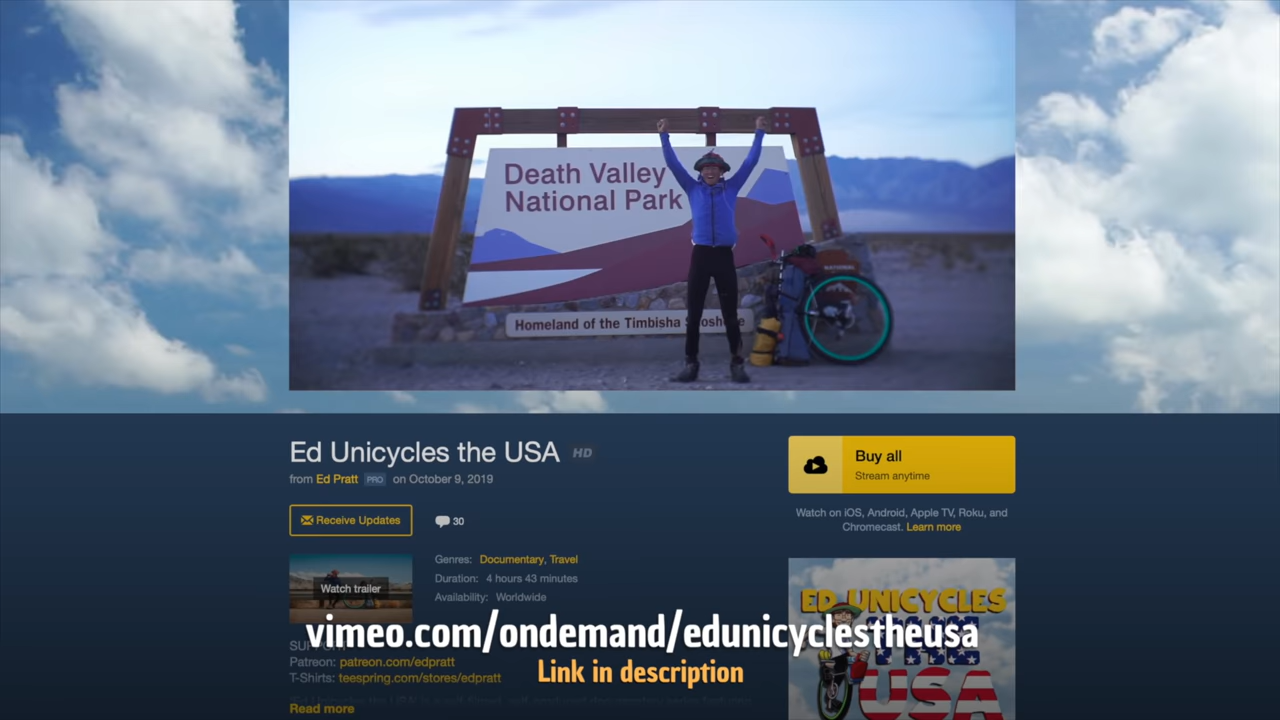 Death Valley
National Park
Homeland of the Timbisha
NATIONAL
Ed Unicycles the USA HD
from Ed Pratt PRO on October 9, 2019
Receive Updates
30
Buy all
Stream anytime
Watch on iOS, Android, Apple TV, Roku, and
Chromecast. Learn more
Watch trailer
Genres: Documentary, Travel
Duration: 4 hours 43 minutes
Availability: Worldwide
vimeo.com/ondemand/edunicyclestheusa
Link in description
Patreon: patreon.com/edpratt
T-Shirts: teespring.com/stores/edpratt
Read more
ED UNICYCLES
THE
USA